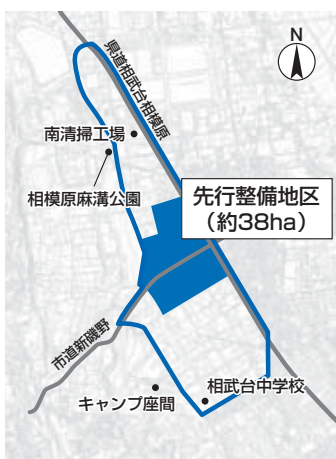 N
県道相武台相模原
南清掃工場
相模原麻溝公園
先行整備地区
(約38ha)
市道新磯野
相武台中学校
キャンプ座間